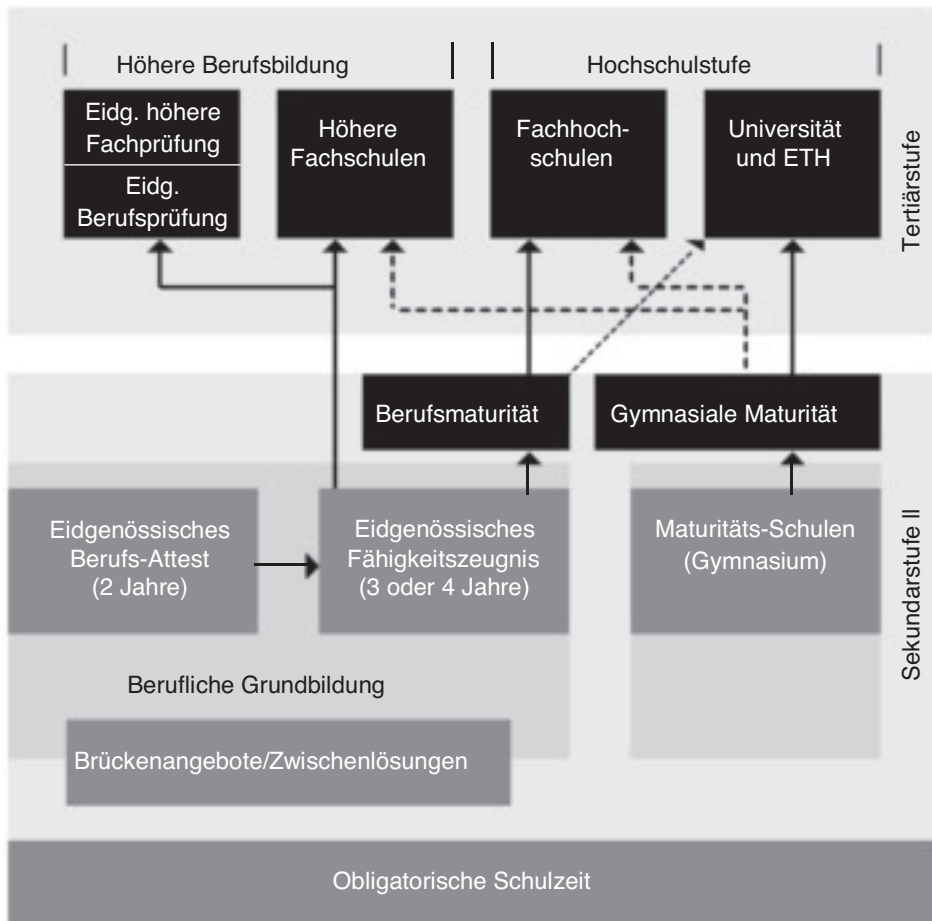 Höhere Berufsbildung
Hochschulstufe
Eidg. höhere
Fachprüfung
Eidg.
Berufsprüfung
Höhere
Fachschulen
Fachhoch-
schulen
Universität
und ETH
Tertiärstufe
Berufsmaturität
Gymnasiale Maturität
Eidgenössisches
Berufs-Attest
(2 Jahre)
Eidgenössisches
Fähigkeitszeugnis
(3 oder 4 Jahre)
Maturitäts-Schulen
(Gymnasium)
Sekundarstufe II
Berufliche Grundbildung
Brückenangebote/Zwischenlösungen
Obligatorische Schulzeit